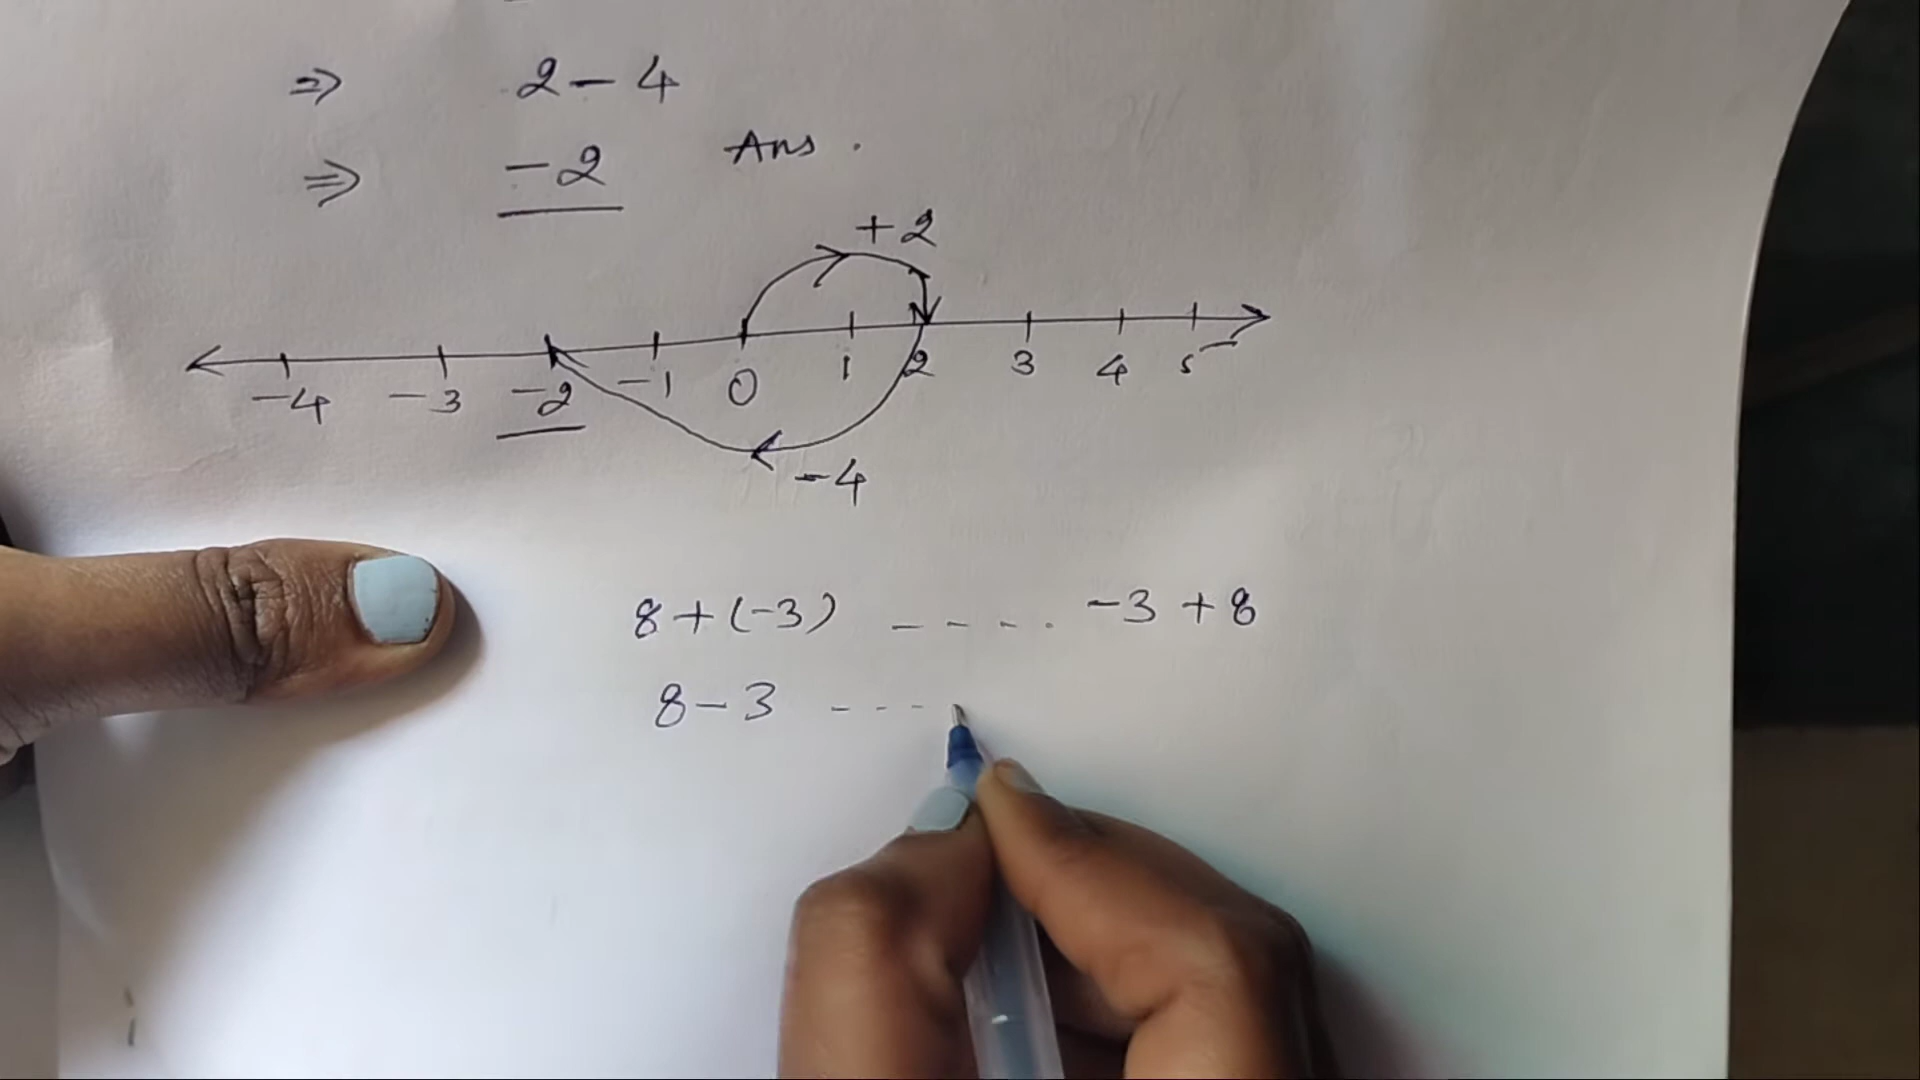 ⇒ 2 - 4
⇒ -2 Ans.
+2
-4 -3 -2 -1 0 1 2 3 4 5
-4
8 + (-3) - - - - -3 + 8
8 - 3 - - - -